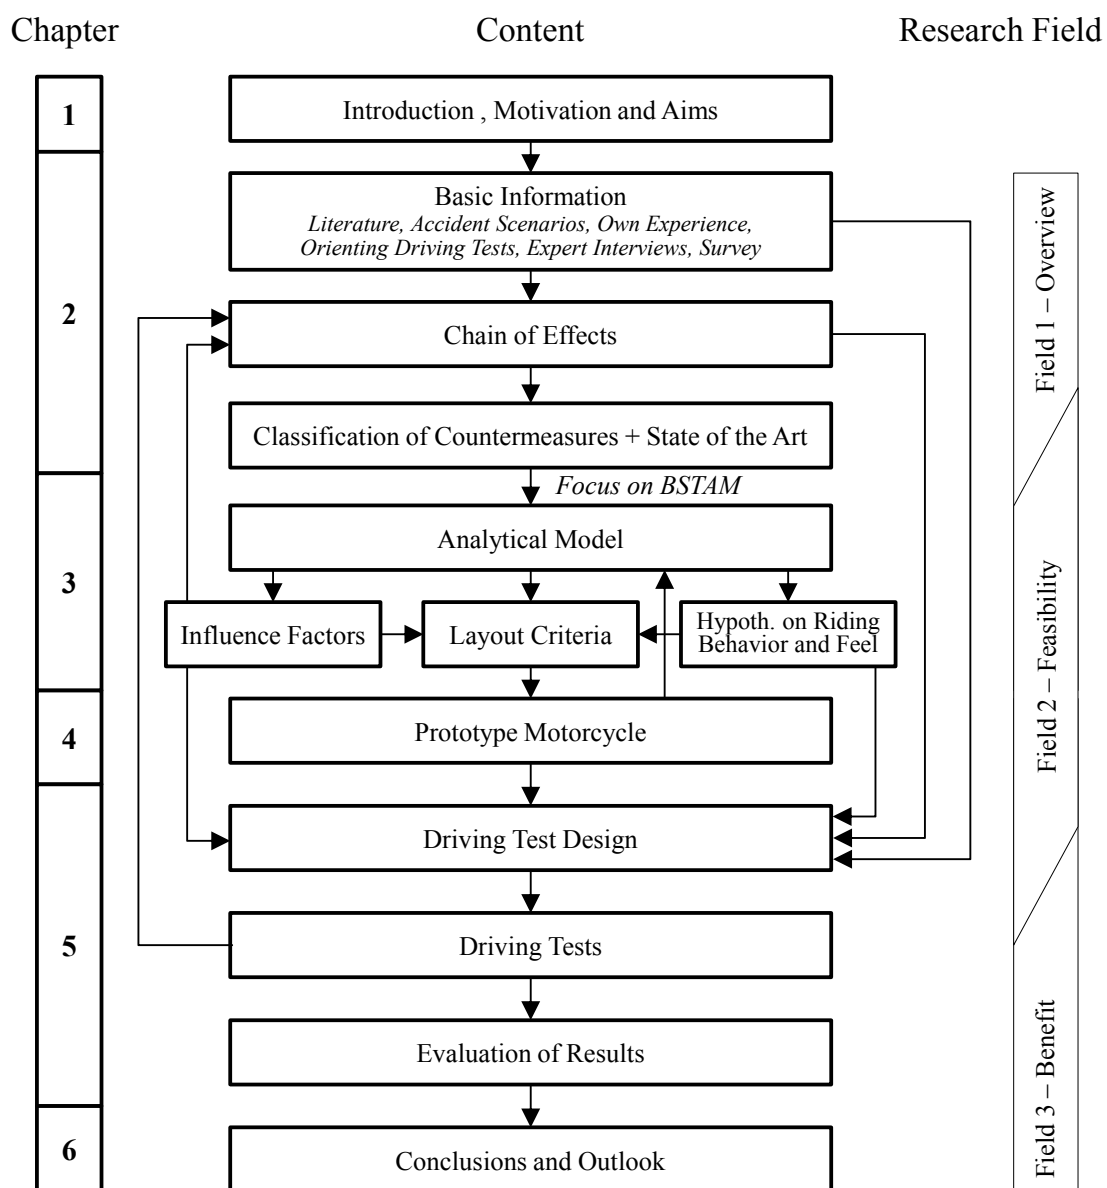 Chapter
Content
Research Field
1
Introduction , Motivation and Aims
2
Basic Information
Literature, Accident Scenarios, Own Experience,
Orienting Driving Tests, Expert Interviews, Survey
Chain of Effects
Classification of Countermeasures + State of the Art
Focus on BSTAM
3
Analytical Model
Influence Factors
Layout Criteria
Hypoth. on Riding
Behavior and Feel
4
Prototype Motorcycle
5
Driving Test Design
Driving Tests
Evaluation of Results
6
Conclusions and Outlook
Field 1 – Overview
Field 2 – Feasibility
Field 3 – Benefit